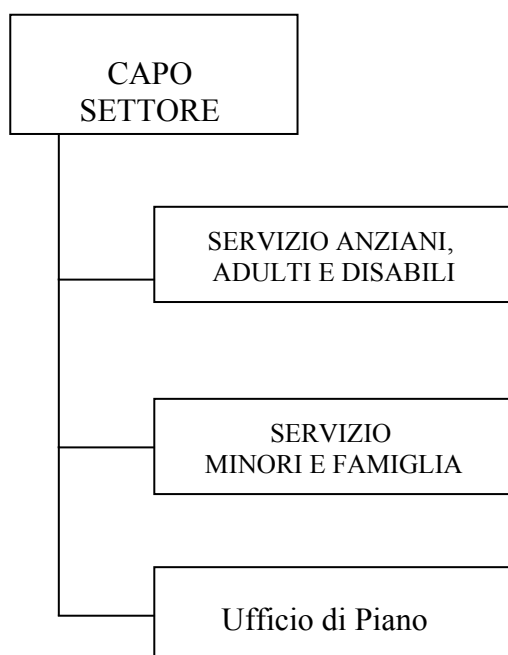 CAPO
SETTORE
SERVIZIO ANZIANI,
ADULTI E DISABILI
SERVIZIO
MINORI E FAMIGLIA
Ufficio di Piano